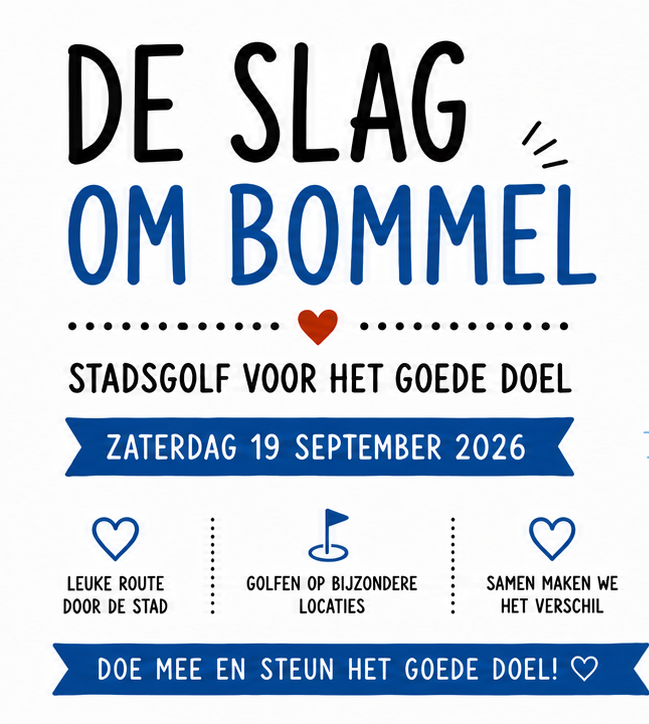 DE SLAG
OM BOMMEL
STADSGOLF VOOR HET GOEDE DOEL
ZATERDAG 19 SEPTEMBER 2026
LEUKE ROUTE
DOOR DE STAD
GOLFEN OP BIJZONDERE
LOCATIES
SAMEN MAKEN WE
HET VERSCHIL
DOE MEE EN STEUN HET GOEDE DOEL!